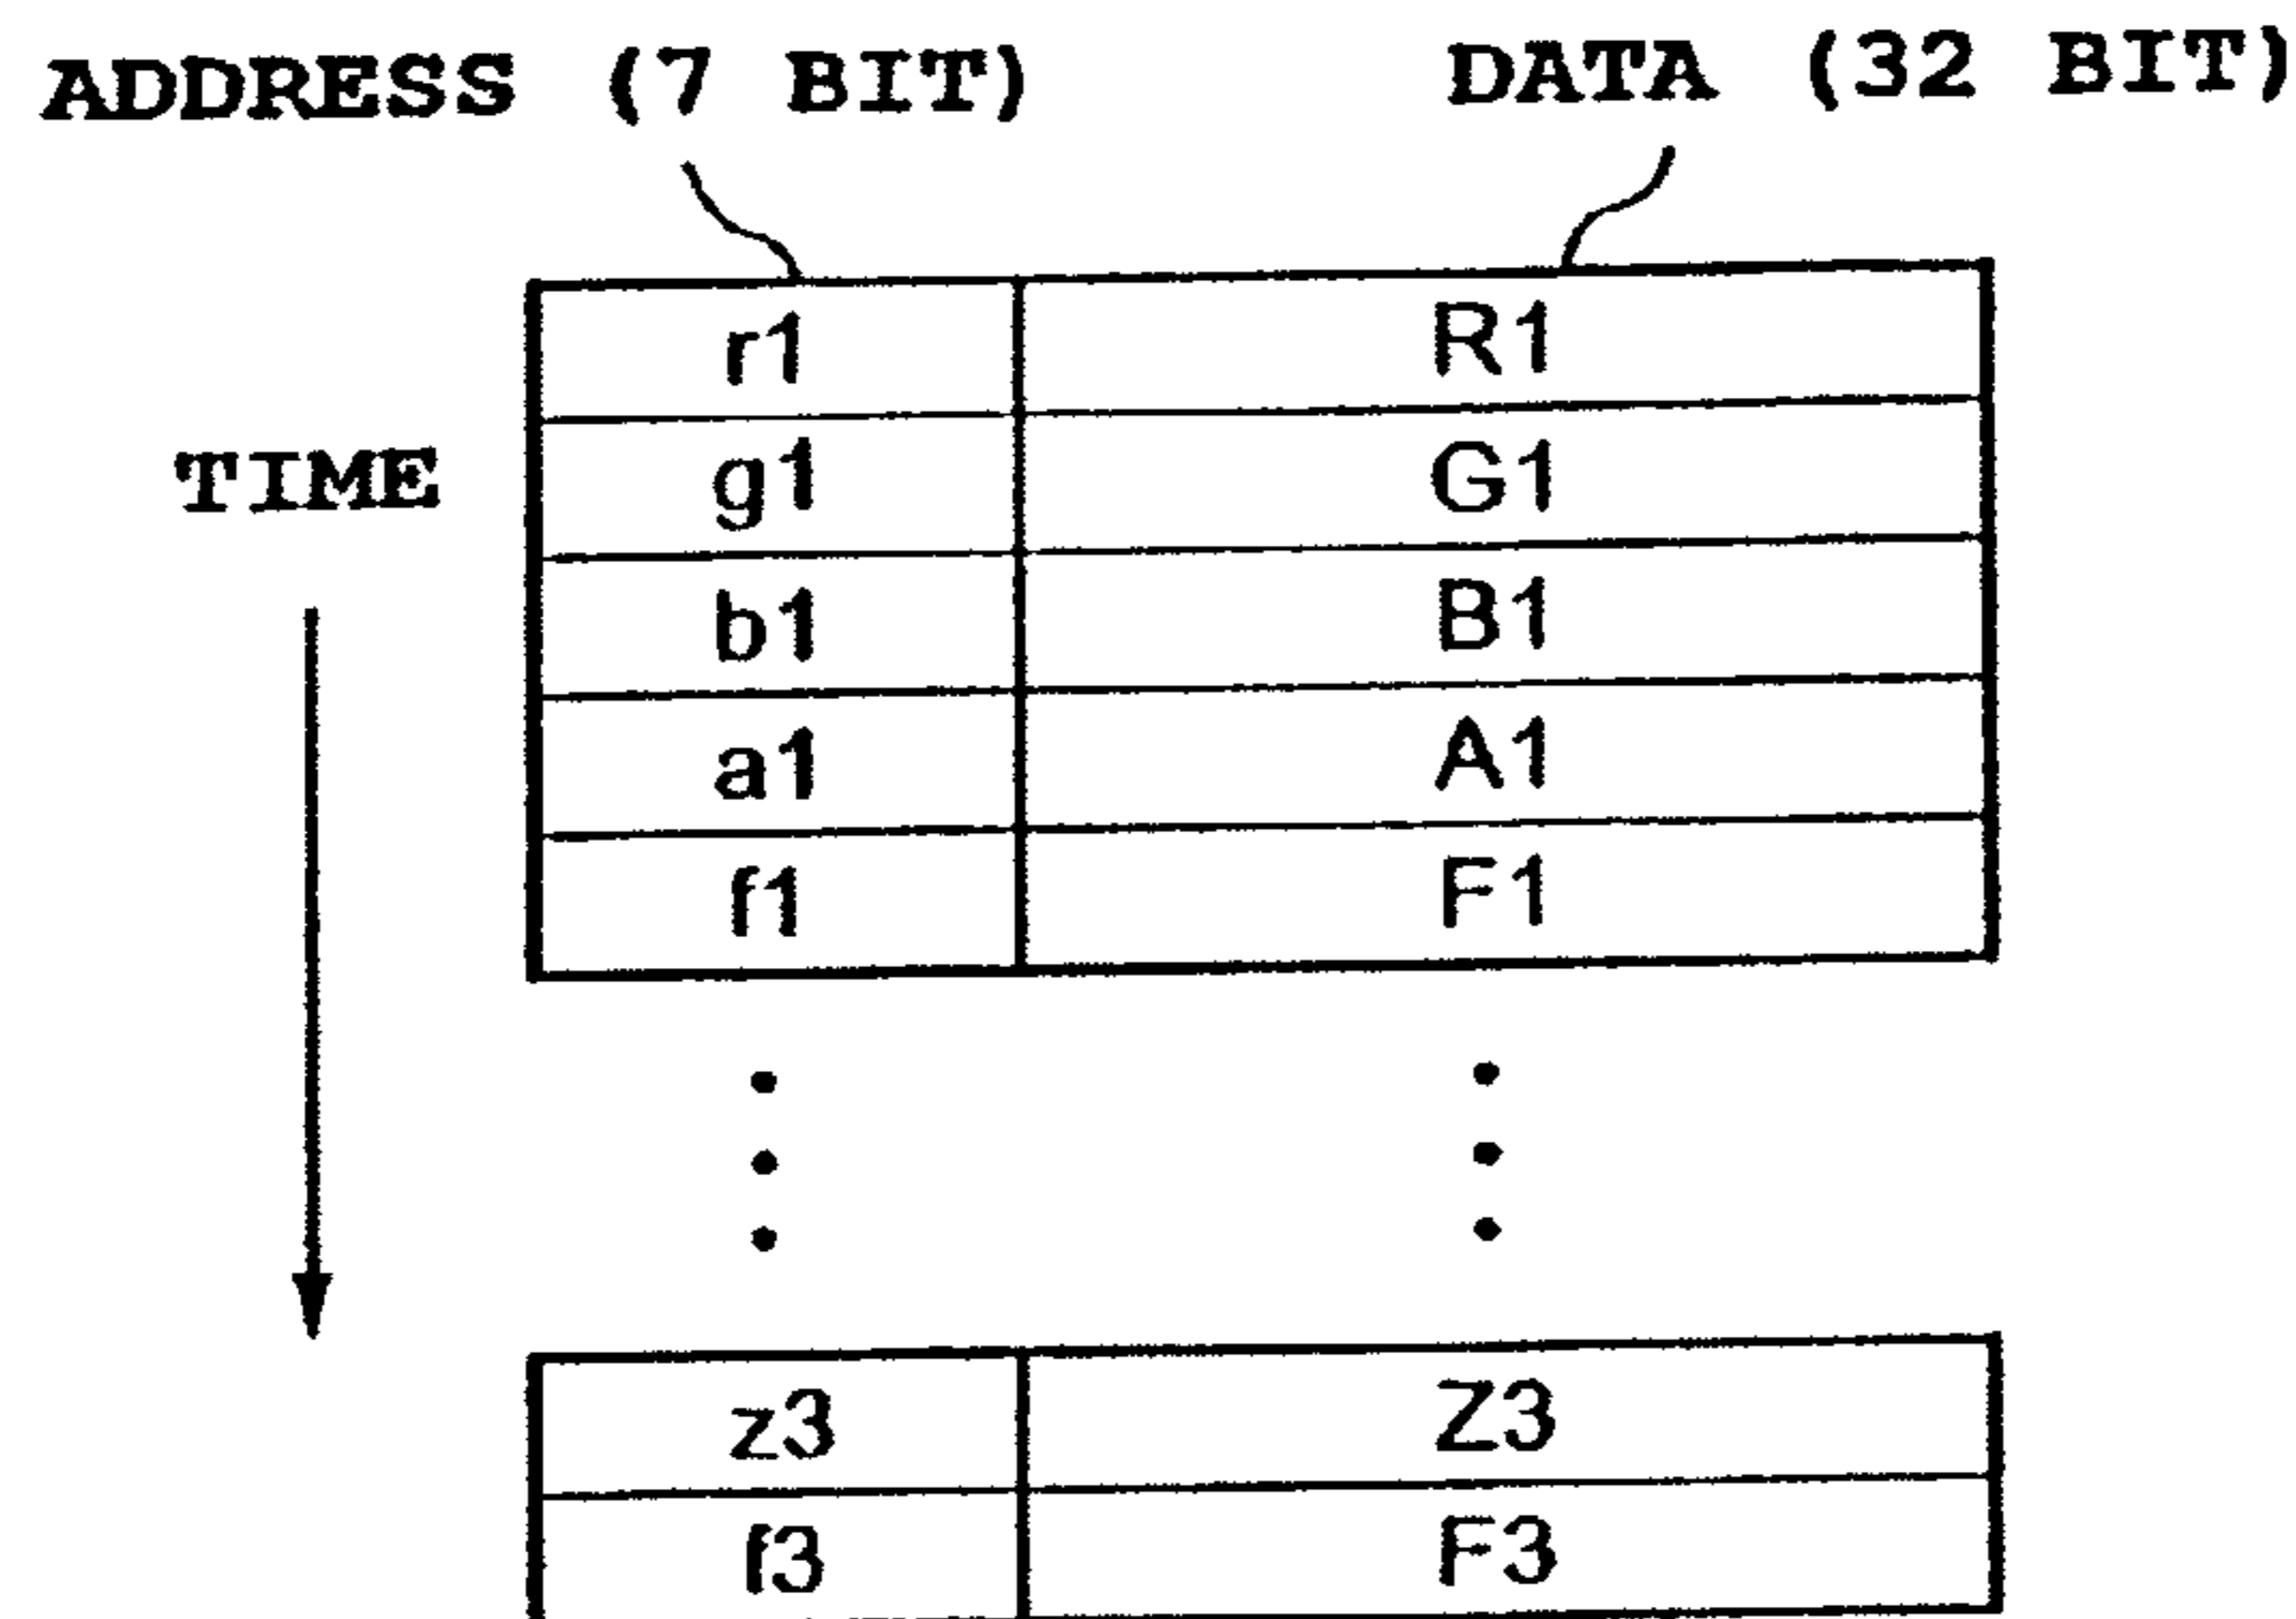 ADDRESS (7 BIT) DATA (32 BIT)
r1 R1
g1 G1
TIME
b1 B1
a1 A1
f1 F1
z3 Z3
f3 F3